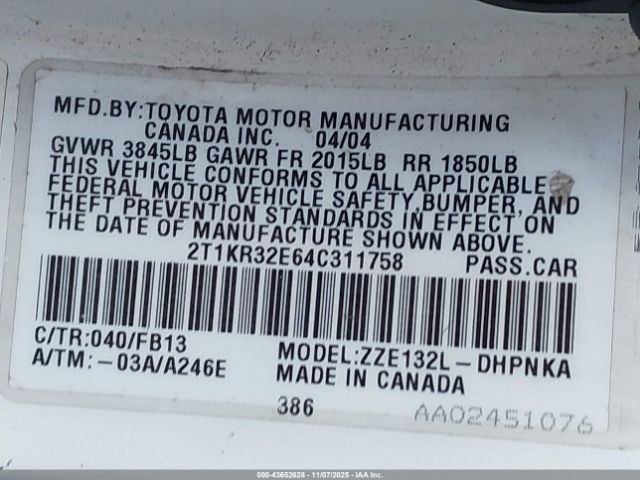 MFD.BY:TOYOTA MOTOR MANUFACTURING
CANADA INC. 04/04
GVWR 3845LB GAWR FR 2015LB RR 1850LB
THIS VEHICLE CONFORMS TO ALL APPLICABLE
FEDERAL MOTOR VEHICLE SAFETY,BUMPER, AND
THEFT PREVENTION STANDARDS IN EFFECT ON
THE DATE OF MANUFACTURE SHOWN ABOVE.
2T1KR32E64C311758 PASS.CAR
C/TR:040/FB13 MODEL:ZZE132L-DHPNKA
A/TM:-03A/A246E MADE IN CANADA
386 AA02451076
000-43652628 - 11/07/2025 - IAA Inc.